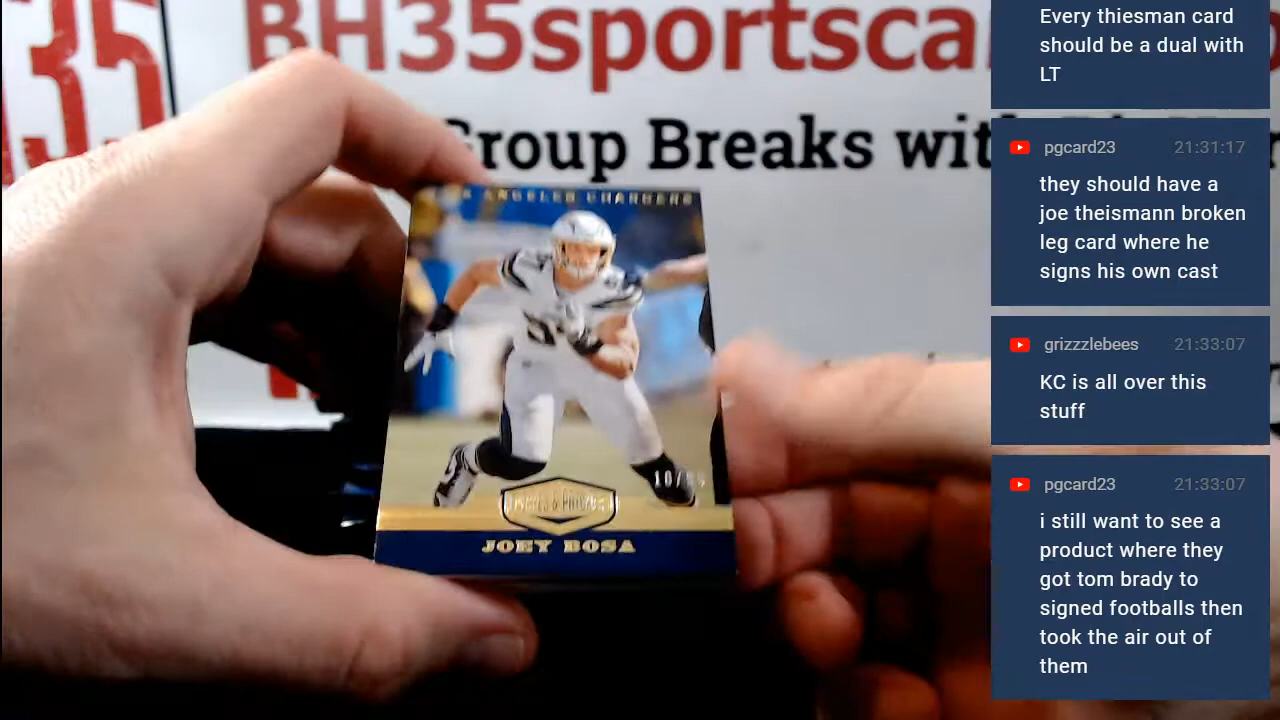 35
BH35sportsca
Group Breaks wit
ANGELES CHARGERS
JOEY BOSA
Every thiesman card
should be a dual with
LT
pgcard23 21:31:17
they should have a
joe theismann broken
leg card where he
signs his own cast
grizzzlebees 21:33:07
KC is all over this
stuff
pgcard23 21:33:07
i still want to see a
product where they
got tom brady to
signed footballs then
took the air out of
them